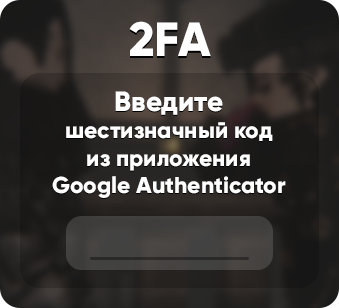 2FA
Введите
шестизначный код
из приложения
Google Authenticator